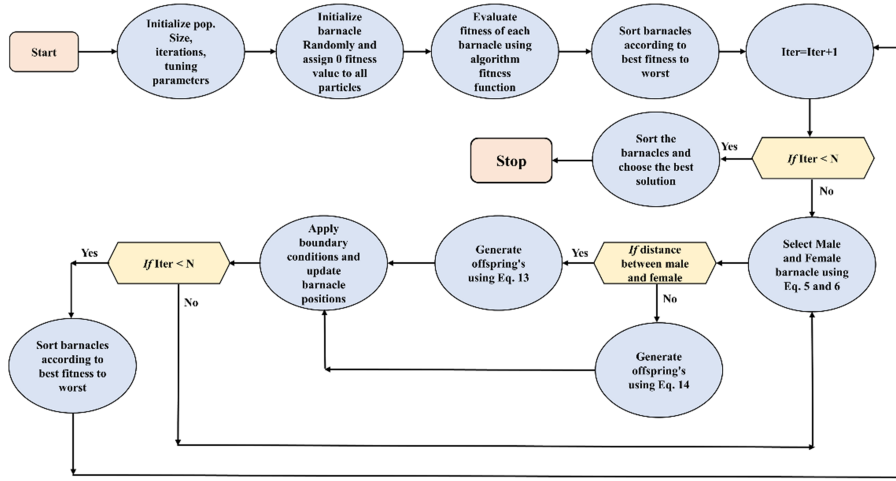 Start
Initialize pop.
Size,
iterations,
tuning
parameters
Initialize
barnacle
Randomly and
assign 0 fitness
value to all
particles
Evaluate
fitness of each
barnacle using
algorithm
fitness
function
Sort barnacles
according to
best fitness to
worst
Iter=Iter+1
If Iter < N
Yes
No
Sort the
barnacles and
choose the best
solution
Stop
Select Male
and Female
barnacle using
Eq. 5 and 6
If distance
between male
and female
Yes
No
Generate
offspring's
using Eq. 13
Generate
offspring's
using Eq. 14
Apply
boundary
conditions and
update
barnacle
positions
If Iter < N
Yes
No
Sort barnacles
according to
best fitness to
worst